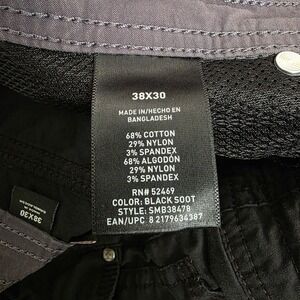 38X30
MADE IN/HECHO EN
BANGLADESH
68% COTTON
29% NYLON
3% SPANDEX
68% ALGODÓN
29% NYLON
3% SPANDEX
RN# 52469
COLOR: BLACK SOOT
STYLE: SMB38478
EAN/UPC 8 2179634387
38X30